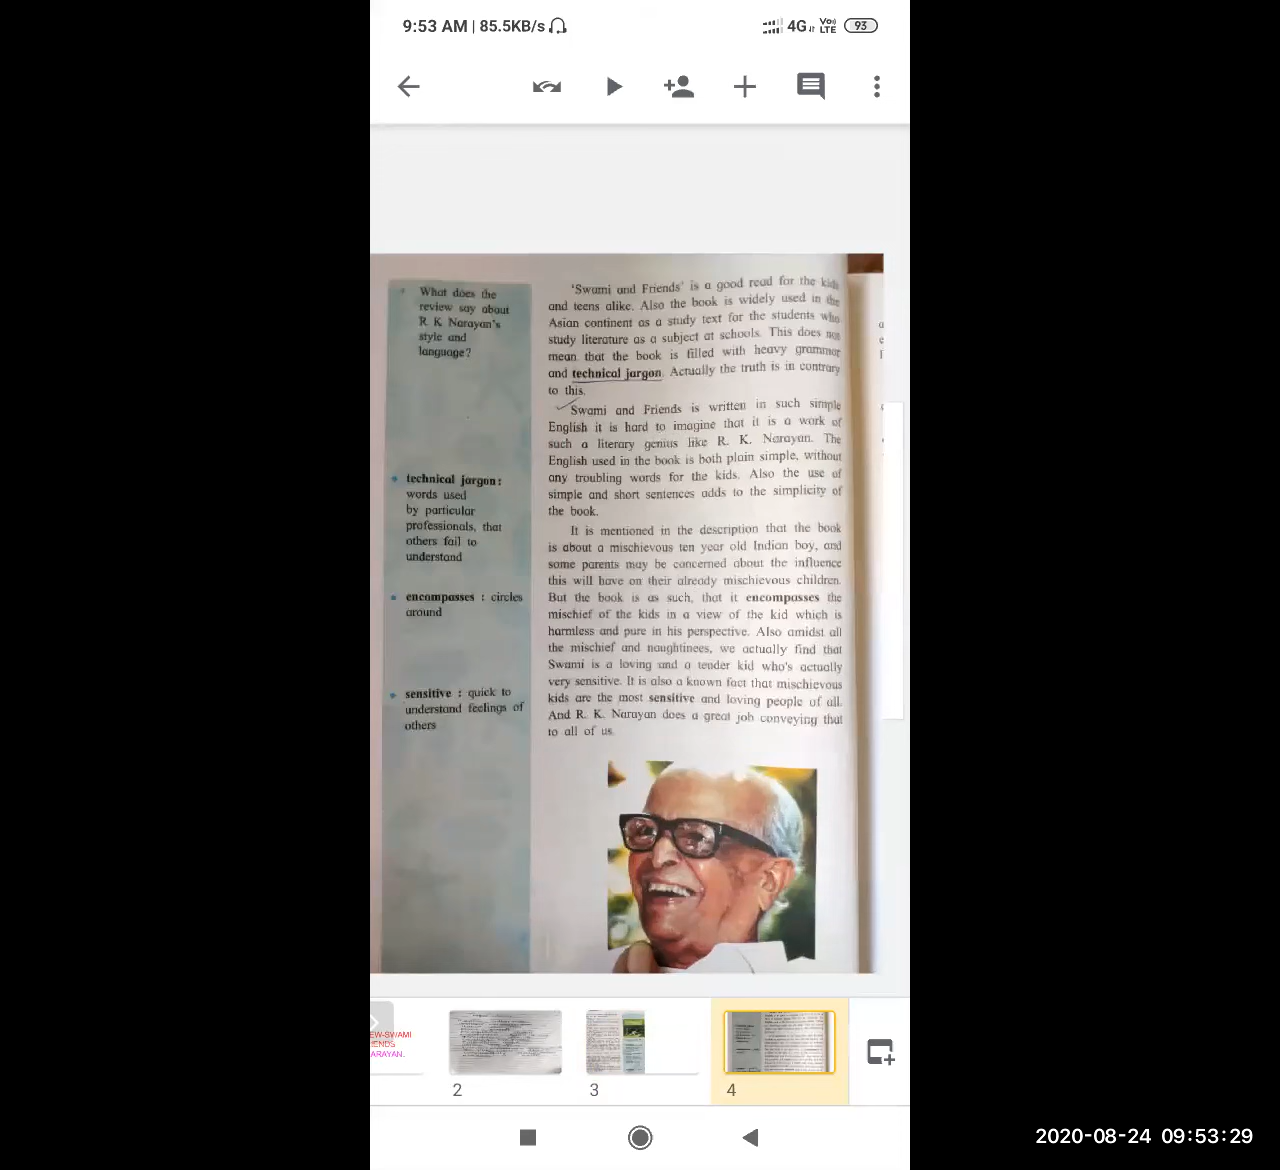 9:53 AM | 85.5KB/s
4G
Vo)
LTE
93
What does the
review say about
R K Narayan's
style and
language?
technical jargon:
words used
by particular
professionals, that
others fail to
understand
encompasses : circles
around
sensitive : quick to
understand feelings of
others
'Swami and Friends' is a good read for the kids
and teens alike. Also the book is widely used in the
Asian continent as a study text for the students who
study literature as a subject at schools. This does not
mean that the book is filled with heavy grammar
and technical jargon. Actually the truth is in contrary
to this.
Swami and Friends is written in such simple
English it is hard to imagine that it is a work of
such a literary genius like R. K. Narayan. The
English used in the book is both plain simple, without
any troubling words for the kids. Also the use of
simple and short sentences adds to the simplicity of
the book.
It is mentioned in the description that the book
is about a mischievous ten year old Indian boy, and
some parents may be concerned about the influence
this will have on their already mischievous children.
But the book is as such, that it encompasses the
mischief of the kids in a view of the kid which is
harmless and pure in his perspective. Also amidst all
the mischief and naughtinees, we actually find that
Swami is a loving and a tender kid who's actually
very sensitive. It is also a known fact that mischievous
kids are the most sensitive and loving people of all.
And R. K. Narayan does a great job conveying that
to all of us.
EW-SWAMI
IENDS
ARAYAN.
2
3
4
2020-08-24 09:53:29